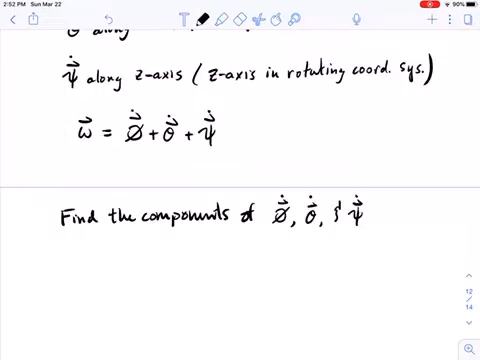 2:52 PM Sun Mar 22
90%
θ̇ along
ψ̇⃗ along z-axis (z-axis in rotating coord. sys.)
ω⃗ = ∅̇⃗ + θ̇⃗ + ψ̇⃗
Find the components of ∅̇⃗, θ̇⃗, & ψ̇⃗
12
/
14